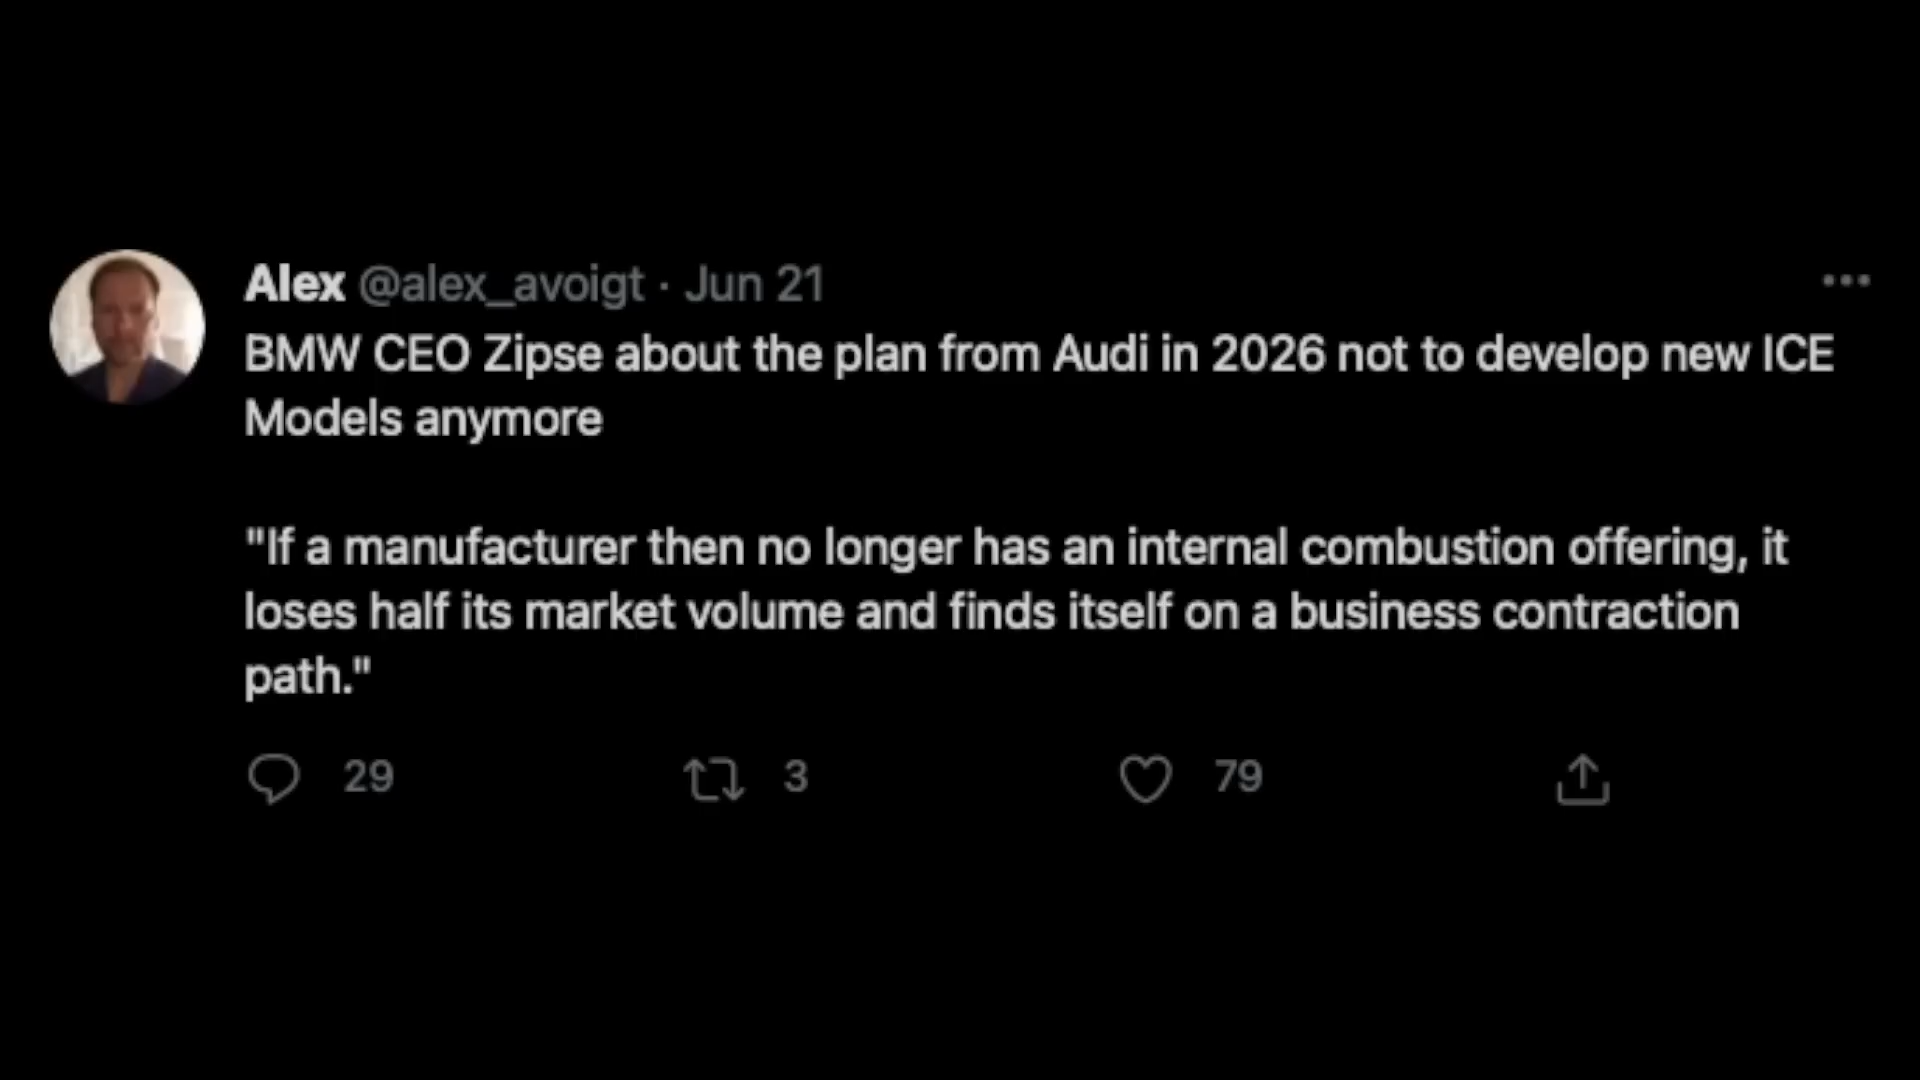 Alex @alex_avoigt · Jun 21
BMW CEO Zipse about the plan from Audi in 2026 not to develop new ICE
Models anymore
"If a manufacturer then no longer has an internal combustion offering, it
loses half its market volume and finds itself on a business contraction
path."
29 3 79